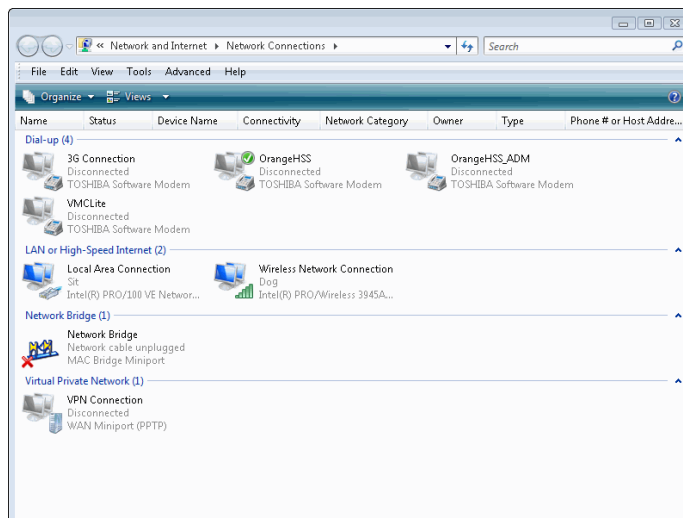 « Network and Internet ▸ Network Connections ▸ Search
File Edit View Tools Advanced Help
Organize Views
Name Status Device Name Connectivity Network Category Owner Type Phone # or Host Addre...
Dial-up (4)
3G Connection
Disconnected
TOSHIBA Software Modem
OrangeHSS
Disconnected
TOSHIBA Software Modem
OrangeHSS_ADM
Disconnected
TOSHIBA Software Modem
VMCLite
Disconnected
TOSHIBA Software Modem
LAN or High-Speed Internet (2)
Local Area Connection
Sit
Intel(R) PRO/100 VE Networ...
Wireless Network Connection
Dog
Intel(R) PRO/Wireless 3945A...
Network Bridge (1)
Network Bridge
Network cable unplugged
MAC Bridge Miniport
Virtual Private Network (1)
VPN Connection
Disconnected
WAN Miniport (PPTP)